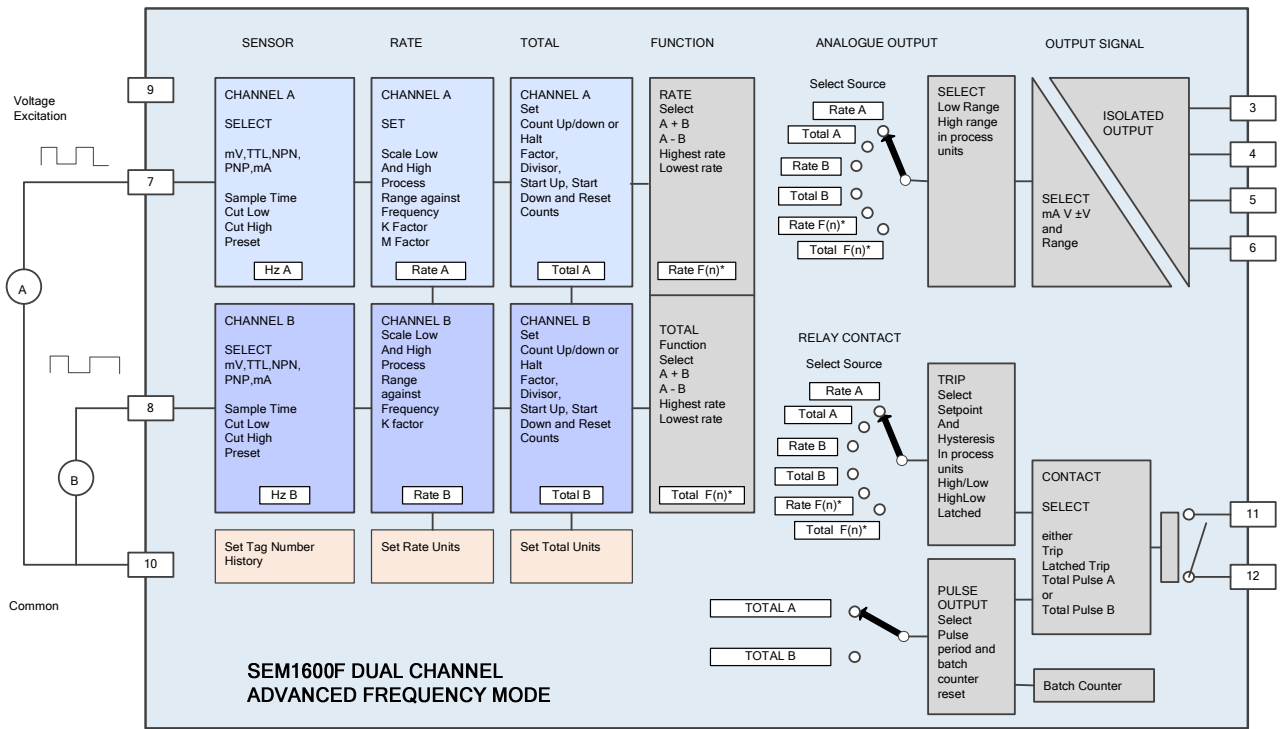 SENSOR
RATE
TOTAL
FUNCTION
ANALOGUE OUTPUT
OUTPUT SIGNAL
Voltage
Excitation
9
7
A
8
B
10
Common
CHANNEL A
SELECT
mV,TTL,NPN,
PNP,mA
Sample Time
Cut Low
Cut High
Preset
Hz A
CHANNEL A
SET
Scale Low
And High
Process
Range against
Frequency
K Factor
M Factor
Rate A
CHANNEL A
Set
Count Up/down or
Halt
Factor,
Divisor,
Start Up, Start
Down and Reset
Counts
Total A
RATE
Select
A + B
A - B
Highest rate
Lowest rate
Rate F(n)*
Select Source
Rate A
Total A
Rate B
Total B
Rate F(n)*
Total F(n)*
SELECT
Low Range
High range
in process
units
ISOLATED
OUTPUT
SELECT
mA V ±V
and
Range
3
4
5
6
CHANNEL B
SELECT
mV,TTL,NPN,
PNP,mA
Sample Time
Cut Low
Cut High
Preset
Hz B
CHANNEL B
Scale Low
And High
Process
Range
against
Frequency
K factor
Rate B
CHANNEL B
Set
Count Up/down or
Halt
Factor,
Divisor,
Start Up, Start
Down and Reset
Counts
Total B
TOTAL
Function
Select
A + B
A - B
Highest rate
Lowest rate
Total F(n)*
RELAY CONTACT
Select Source
Rate A
Total A
Rate B
Total B
Rate F(n)*
Total F(n)*
TRIP
Select
Setpoint
And
Hysteresis
In process
units
High/Low
HighLow
Latched
CONTACT
SELECT
either
Trip
Latched Trip
Total Pulse A
or
Total Pulse B
11
12
Set Tag Number
History
Set Rate Units
Set Total Units
TOTAL A
TOTAL B
PULSE
OUTPUT
Select
Pulse
period and
batch
counter
reset
Batch Counter
SEM1600F DUAL CHANNEL
ADVANCED FREQUENCY MODE